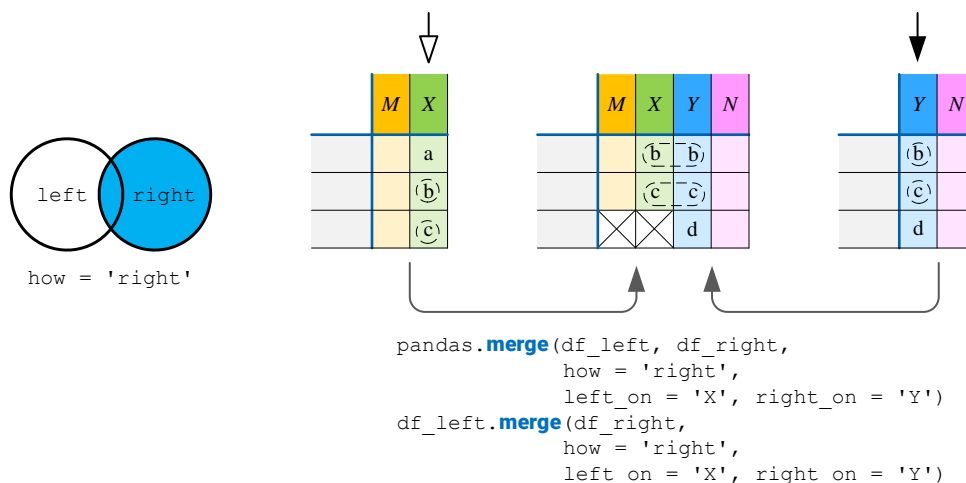 M X
a
b
c
M X Y N
b b
c c
d
Y N
b
c
d
left right
how = 'right'
pandas.merge(df_left, df_right,
how = 'right',
left_on = 'X', right_on = 'Y')
df_left.merge(df_right,
how = 'right',
left_on = 'X', right_on = 'Y')